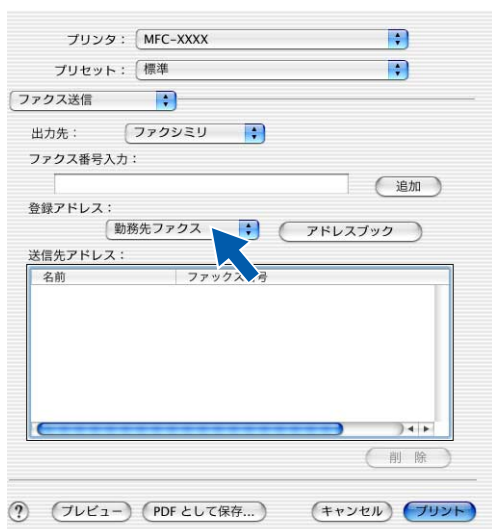 プリンタ： MFC-XXXX
プリセット： 標準
ファクス送信
出力先： ファクシミリ
ファクス番号入力：
追加
登録アドレス：
勤務先ファクス アドレスブック
送信先アドレス：
名前 ファックス 号
削 除
? プレビュー PDF として保存... キャンセル プリント